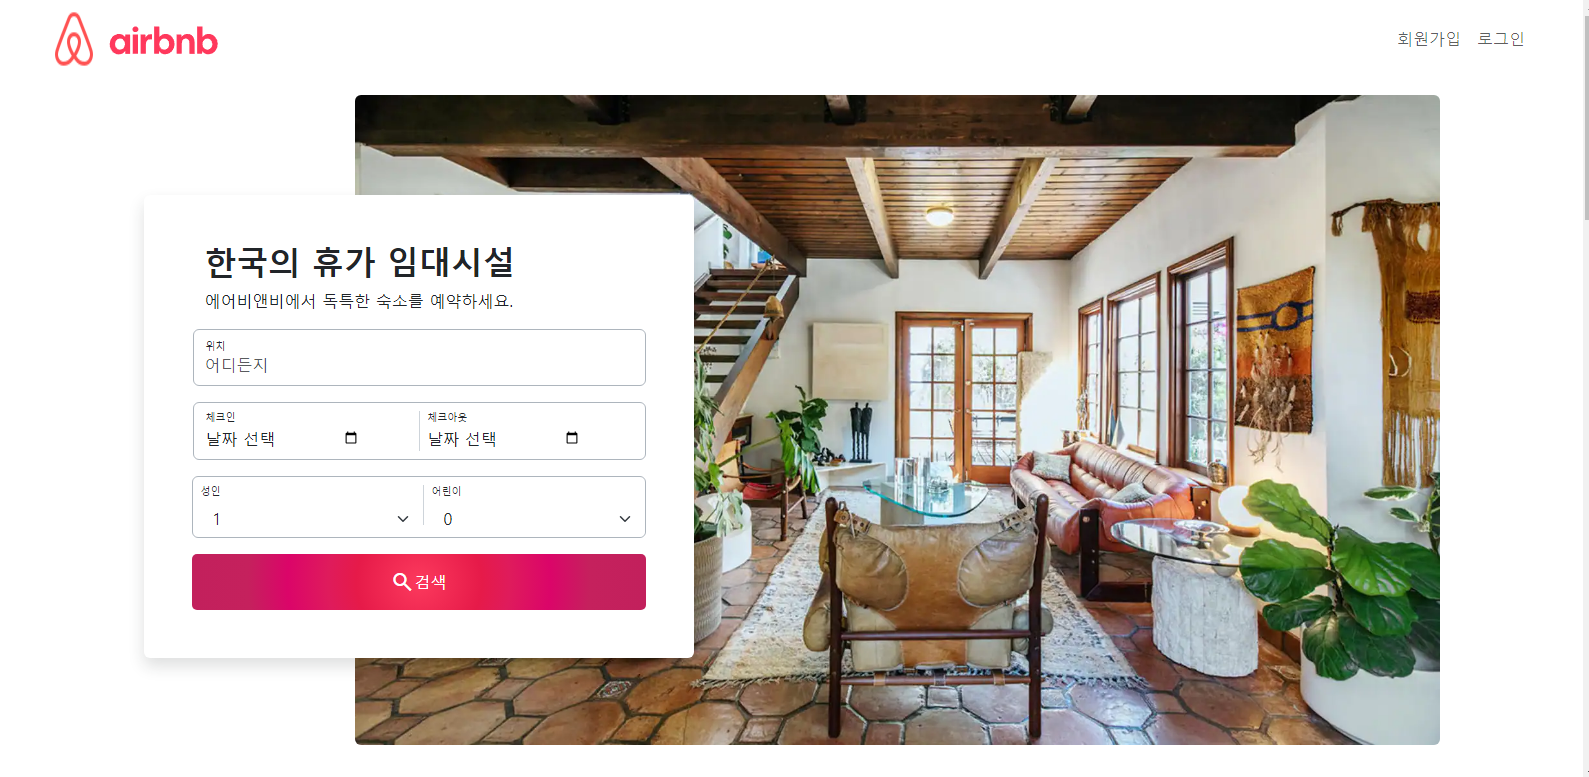 airbnb
회원가입 로그인
한국의 휴가 임대시설
에어비앤비에서 독특한 숙소를 예약하세요.
위치
어디든지
체크인 체크아웃
날짜 선택 날짜 선택
성인 어린이
1 0
검색